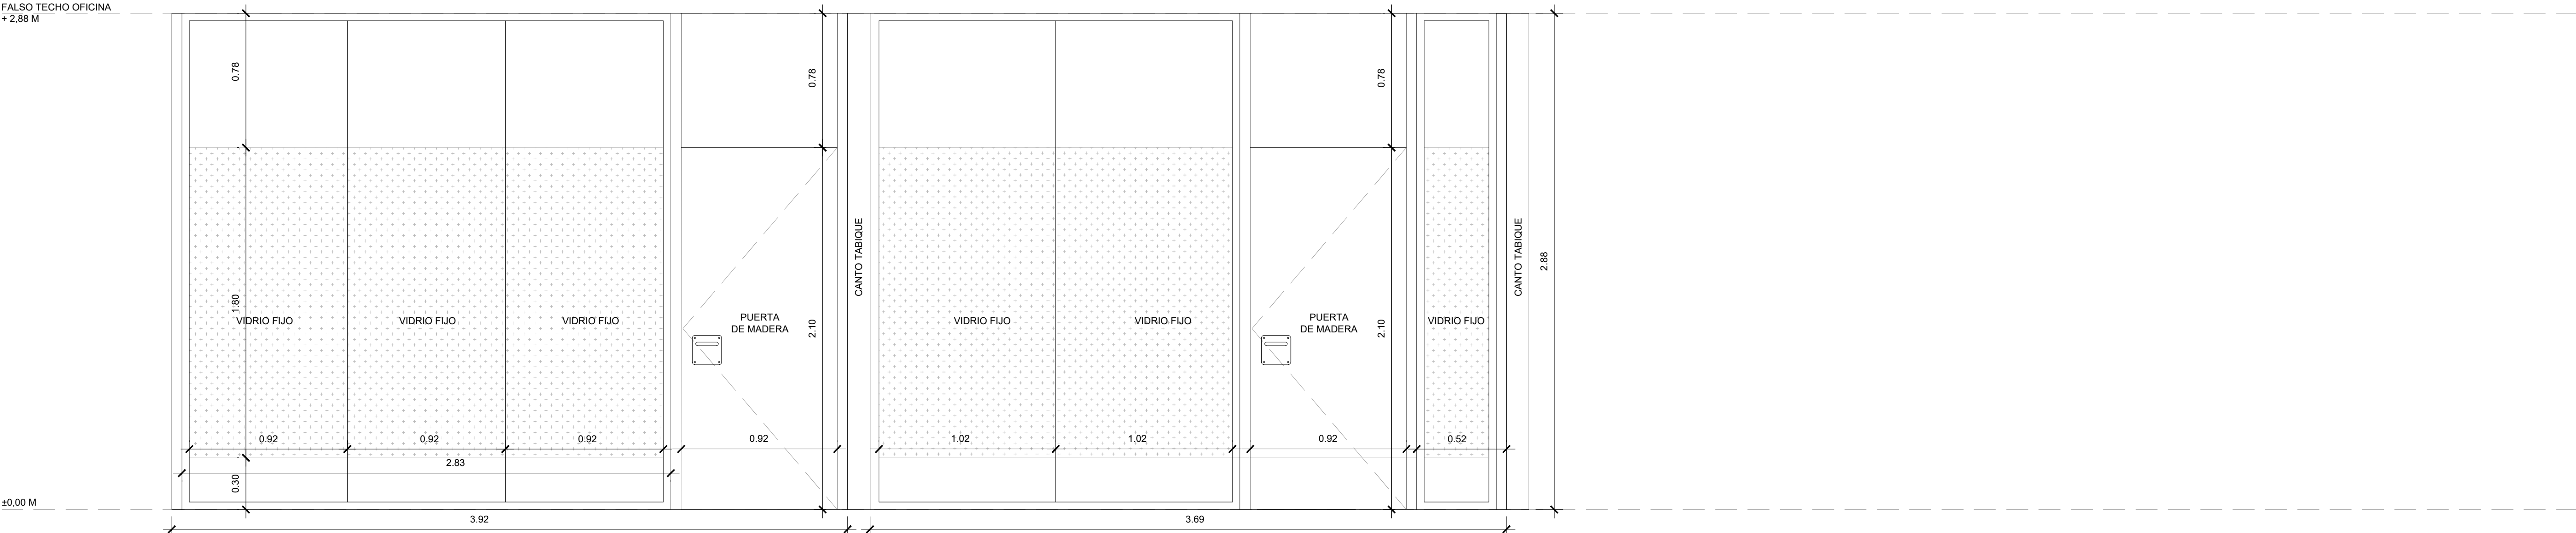 FALSO TECHO OFICINA
+ 2,88 M
0.78
0.78
0.78
1.80
VIDRIO FIJO
VIDRIO FIJO
VIDRIO FIJO
PUERTA
DE MADERA
2.10
CANTO TABIQUE
VIDRIO FIJO
VIDRIO FIJO
PUERTA
DE MADERA
2.10
VIDRIO FIJO
CANTO TABIQUE
2.88
0.92
0.92
0.92
0.92
1.02
1.02
0.92
0.52
2.83
0.30
±0,00 M
3.92
3.69